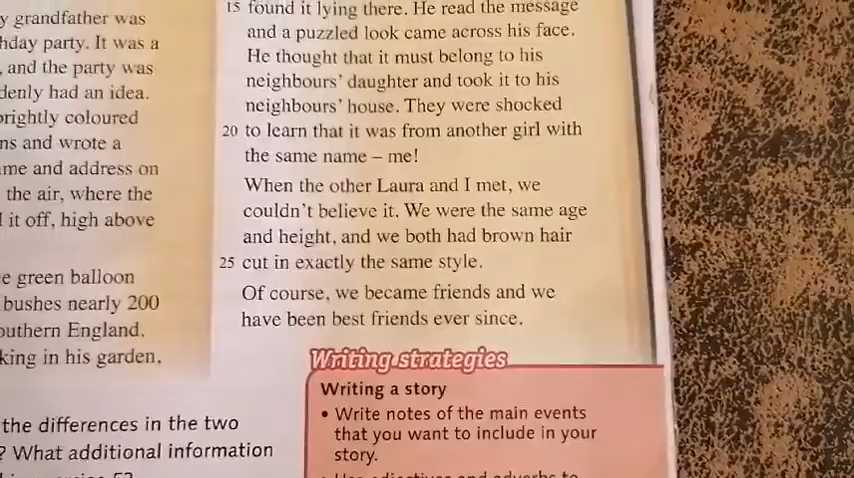 y grandfather was
hday party. It was a
, and the party was
denly had an idea.
rightly coloured
ns and wrote a
me and address on
the air, where the
l it off, high above
e green balloon
bushes nearly 200
outhern England.
king in his garden,
15 found it lying there. He read the message
and a puzzled look came across his face.
He thought that it must belong to his
neighbours' daughter and took it to his
neighbours' house. They were shocked
20 to learn that it was from another girl with
the same name – me!
When the other Laura and I met, we
couldn't believe it. We were the same age
and height, and we both had brown hair
25 cut in exactly the same style.
Of course, we became friends and we
have been best friends ever since.
the differences in the two
? What additional information
Writing strategies
Writing a story
• Write notes of the main events
that you want to include in your
story.
• Use adjectives and adverbs to